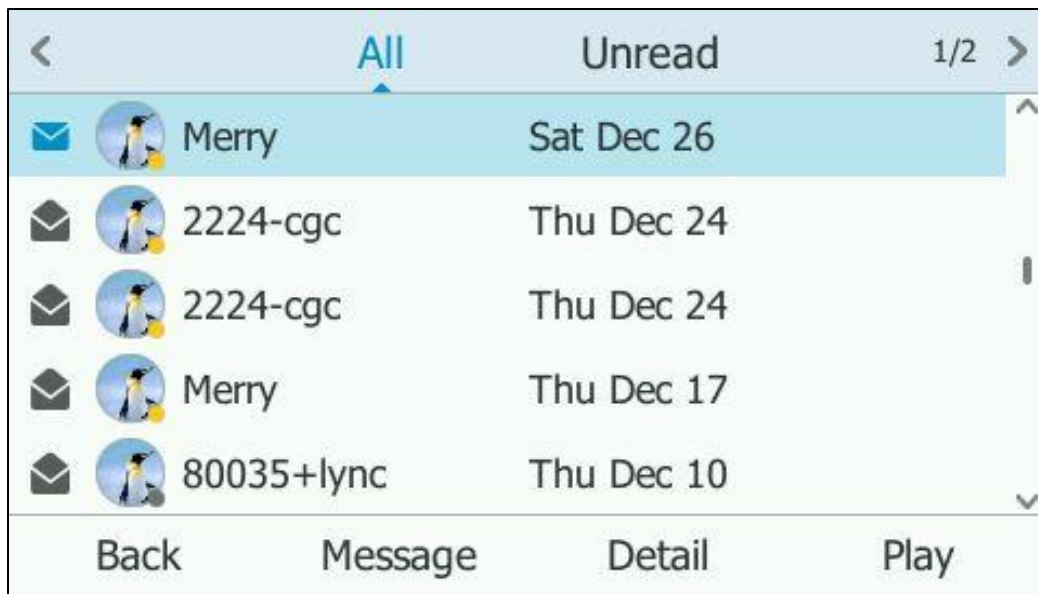 All Unread 1/2
Merry Sat Dec 26
2224-cgc Thu Dec 24
2224-cgc Thu Dec 24
Merry Thu Dec 17
80035+lync Thu Dec 10
Back Message Detail Play